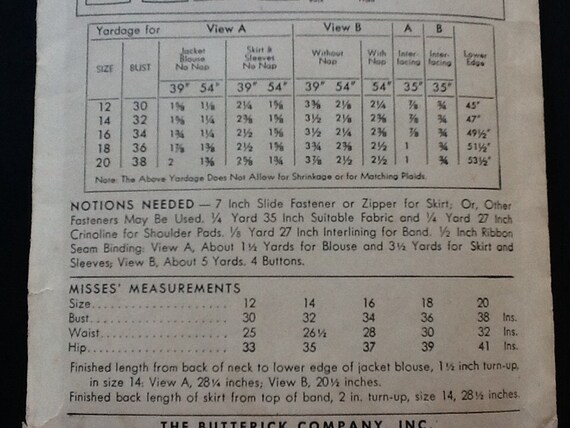 Yardage for View A View B A B
SIZE BUST Jacket Blouse No Nap Skirt & Sleeves No Nap Without Nap With Nap Inter-facing Inter-facing Lower Edge
39" 54" 39" 54" 39" 54" 54" 35" 35"
12 30 1⅝ 1⅛ 2¼ 1⅝ 3⅜ 2⅛ 2¼ ⅞ ¾ 45"
14 32 1⅝ 1¼ 2⅜ 1⅝ 3½ 2⅛ 2⅜ ⅞ ¾ 47"
16 34 1¾ 1¼ 2½ 1⅝ 3½ 2¼ 2⅜ ⅞ ¾ 49½"
18 36 1⅞ 1⅜ 2½ 1⅝ 3¾ 2⅜ 2½ 1 ¾ 51½"
20 38 2 1⅜ 2⅝ 1¾ 3⅞ 2½ 2½ 1 ¾ 53½"
Note: The Above Yardage Does Not Allow for Shrinkage or for Matching Plaids.
NOTIONS NEEDED — 7 Inch Slide Fastener or Zipper for Skirt; Or, Other
Fasteners May Be Used. ¼ Yard 35 Inch Suitable Fabric and ¼ Yard 27 Inch
Crinoline for Shoulder Pads. ⅛ Yard 27 Inch Interlining for Band. ½ Inch Ribbon
Seam Binding: View A, About 1½ Yards for Blouse and 3½ Yards for Skirt and
Sleeves; View B, About 5 Yards. 4 Buttons.
MISSES' MEASUREMENTS
Size 12 14 16 18 20
Bust 30 32 34 36 38 Ins.
Waist 25 26½ 28 30 32 Ins.
Hip 33 35 37 39 41 Ins.
Finished length from back of neck to lower edge of jacket blouse, 1½ inch turn-up,
in size 14: View A, 28¼ inches; View B, 20½ inches.
Finished back length of skirt from top of band, 2 in. turn-up, size 14, 28½ inches.
THE BUTTERICK COMPANY, INC.